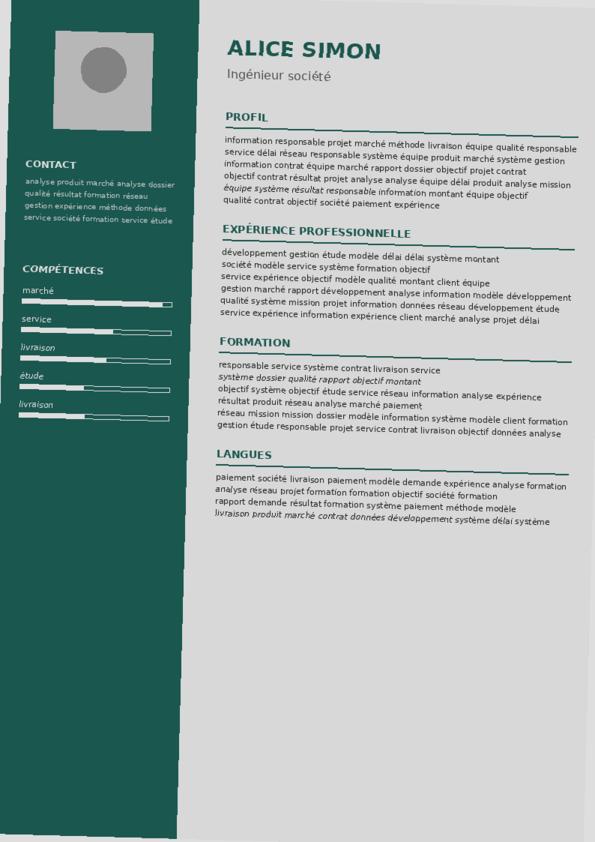 ALICE SIMON
Ingénieur société
CONTACT
analyse produit marché analyse dossier
qualité résultat formation réseau
gestion expérience méthode données
service société formation service étude
COMPÉTENCES
marché
service
livraison
étude
livraison
PROFIL
information responsable projet marché méthode livraison équipe qualité responsable
service délai réseau responsable système équipe produit marché système gestion
information contrat équipe marché rapport dossier objectif projet contrat
objectif contrat résultat projet analyse analyse équipe délai produit analyse mission
équipe système résultat responsable information montant équipe objectif
qualité contrat objectif société paiement expérience
EXPÉRIENCE PROFESSIONNELLE
développement gestion étude modèle délai délai système montant
société modèle service système formation objectif
service expérience objectif modèle qualité montant client équipe
gestion marché rapport développement analyse information modèle développement
qualité système mission projet information données réseau développement étude
service expérience information expérience client marché analyse projet délai
FORMATION
responsable service système contrat livraison service
système dossier qualité rapport objectif montant
objectif système objectif étude service réseau information analyse expérience
résultat produit réseau analyse marché paiement
réseau mission mission dossier modèle information système modèle client formation
gestion étude responsable projet service contrat livraison objectif données analyse
LANGUES
paiement société livraison paiement modèle demande expérience analyse formation
analyse réseau projet formation formation objectif société formation
rapport demande résultat formation système paiement méthode modèle
livraison produit marché contrat données développement système délai système